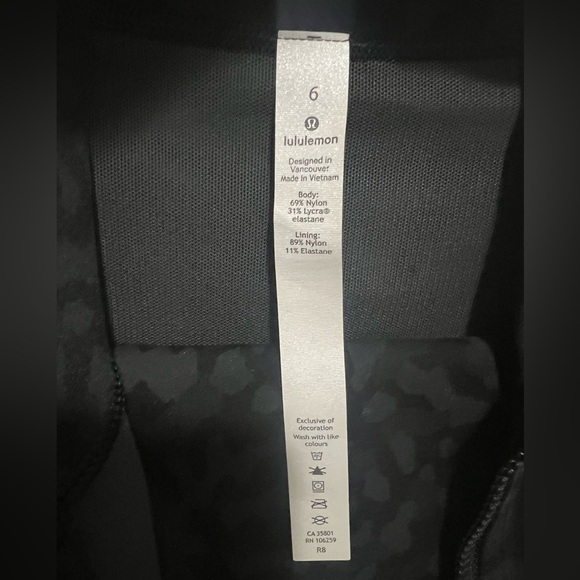 6
lululemon
Designed in
Vancouver
Made In Vietnam
Body:
69% Nylon
31% Lycra®
elastane
Lining:
89% Nylon
11% Elastane
Exclusive of
decoration
Wash with like
colours
CA 35801
RN 106259
R8